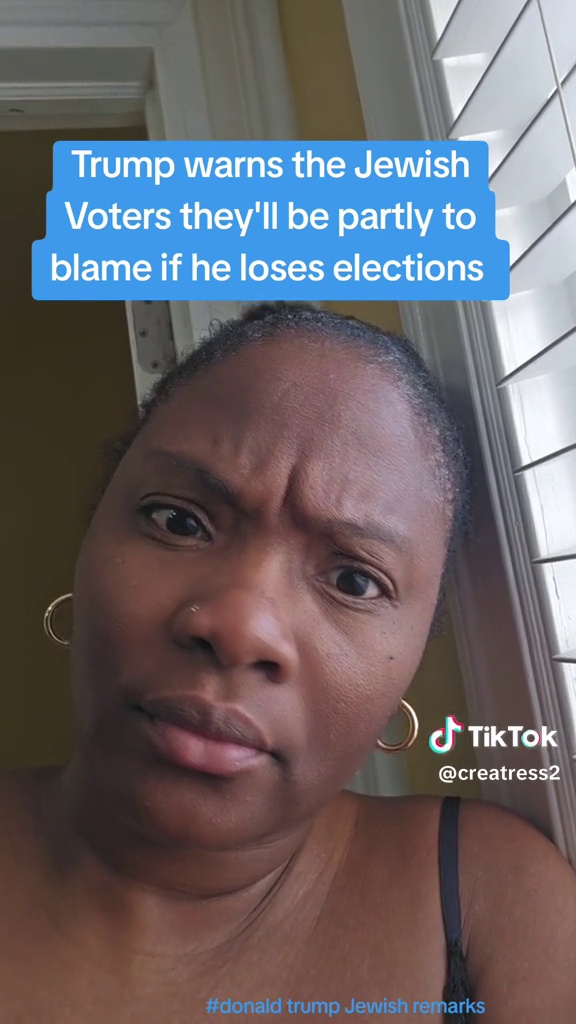 Trump warns the Jewish
Voters they'll be partly to
blame if he loses elections
TikTok
@creatress2
#donald trump Jewish remarks